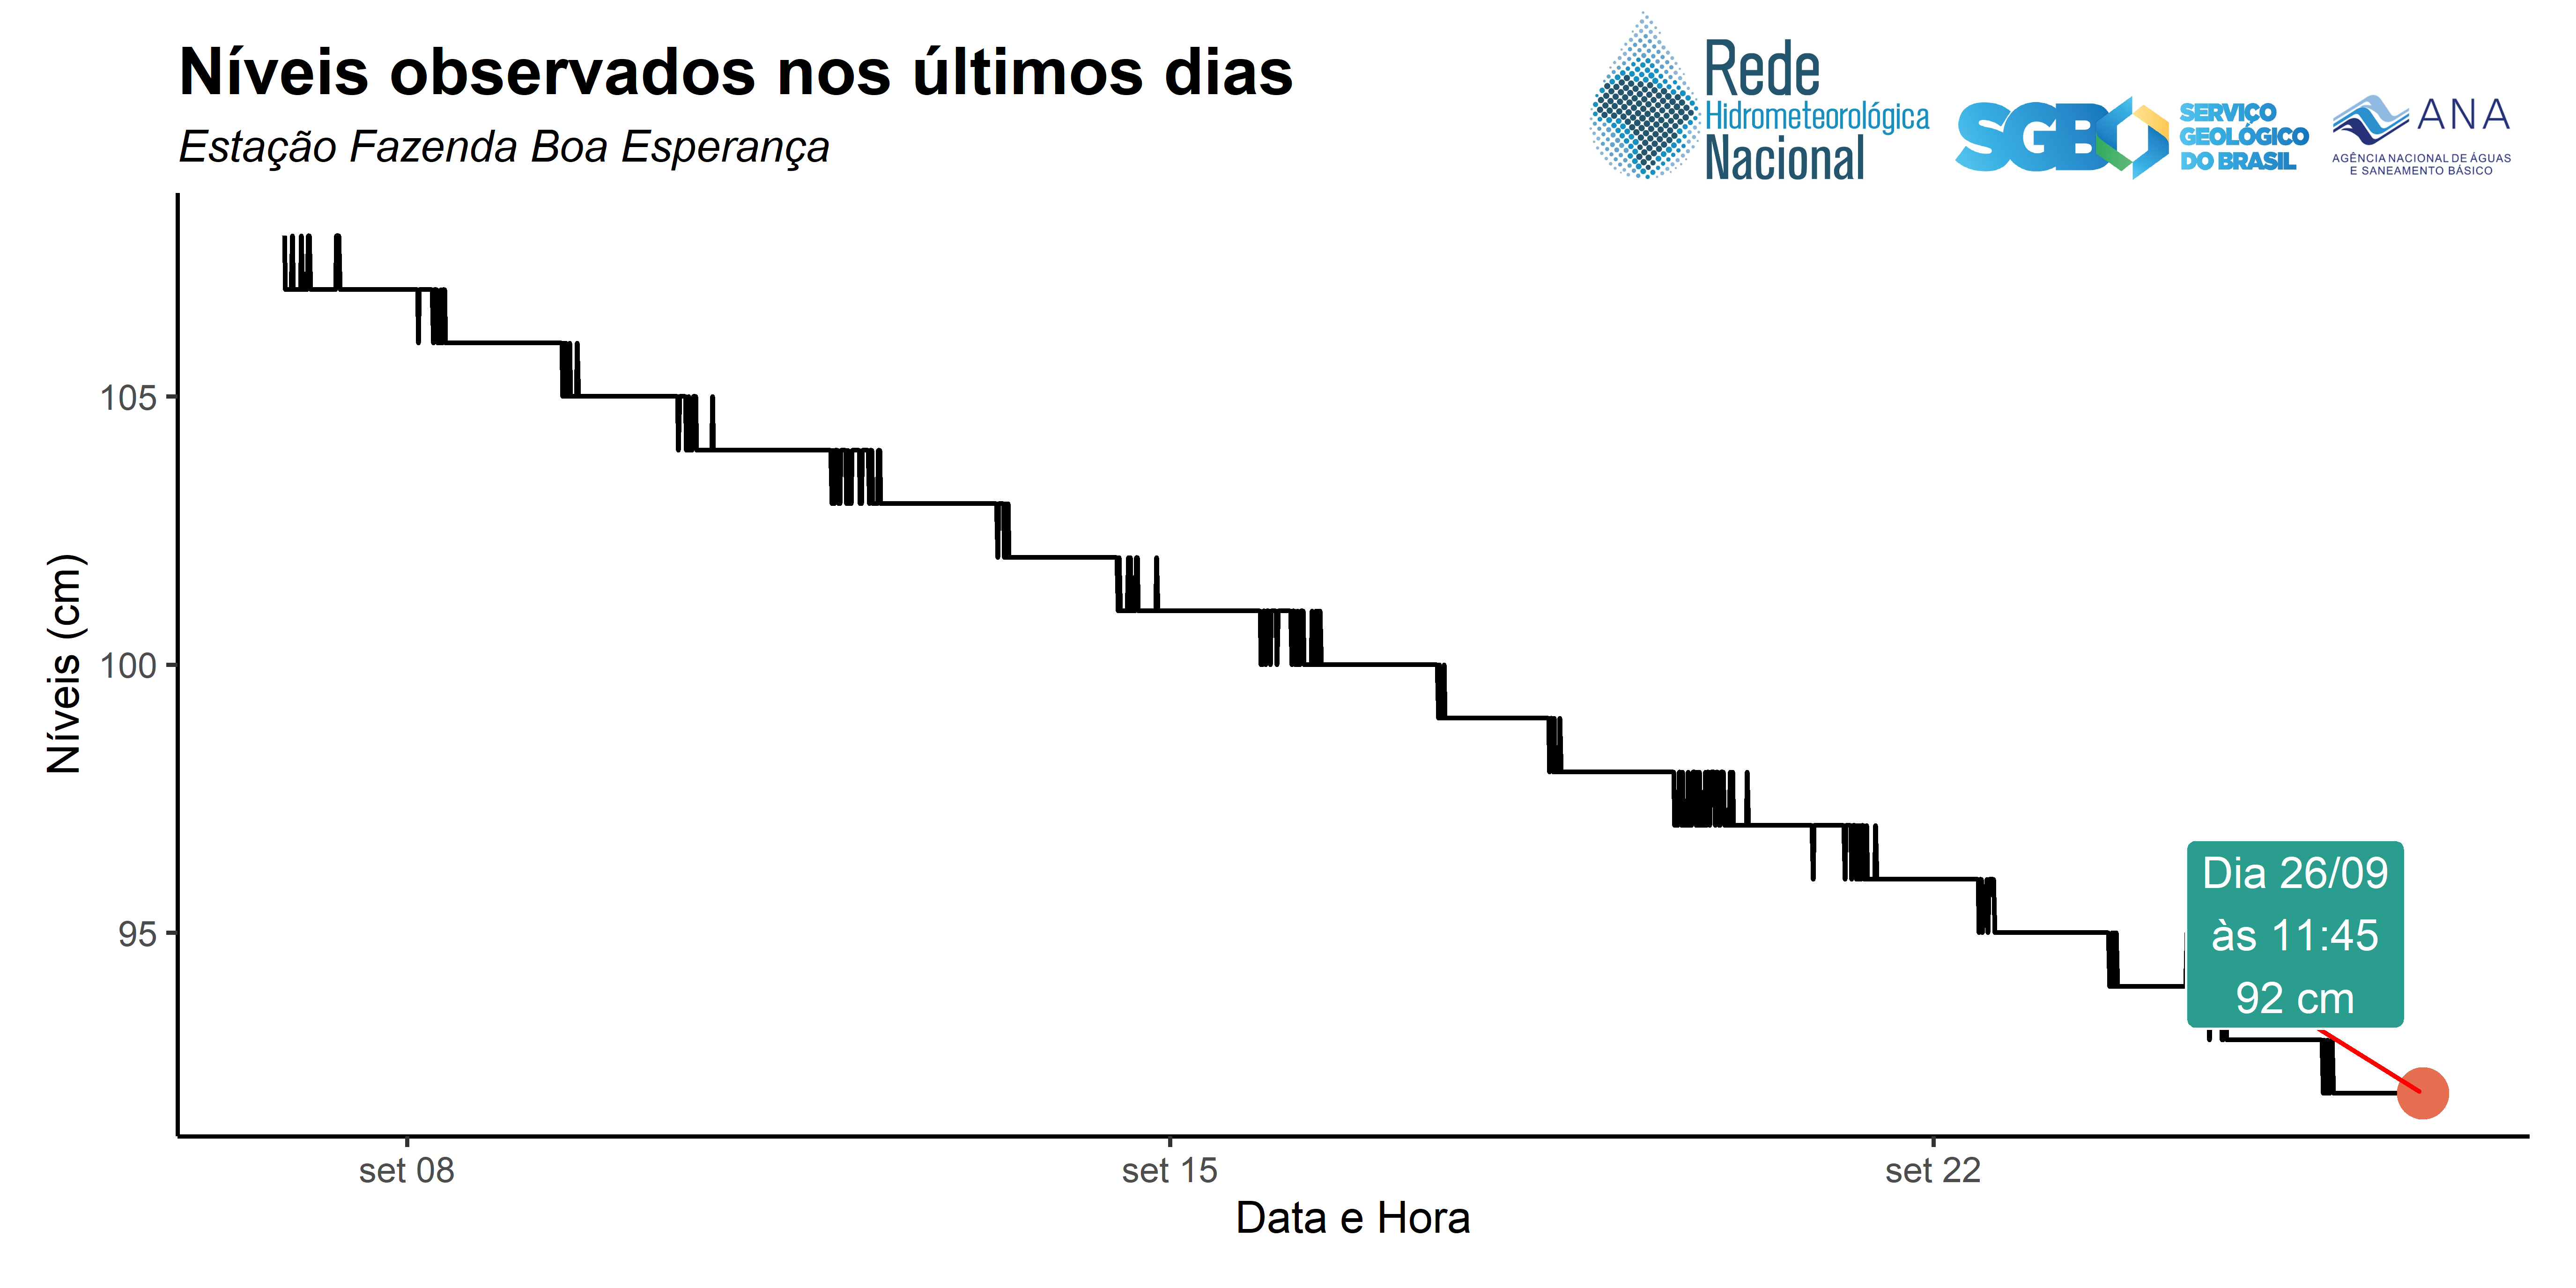 Níveis observados nos últimos dias
Estação Fazenda Boa Esperança
Rede
Hidrometeorológica
Nacional
SGB
SERVIÇO
GEOLÓGICO
DO BRASIL
ANA
AGÊNCIA NACIONAL DE ÁGUAS
E SANEAMENTO BÁSICO
Níveis (cm)
105
100
95
Dia 26/09
às 11:45
92 cm
set 08
set 15
set 22
Data e Hora